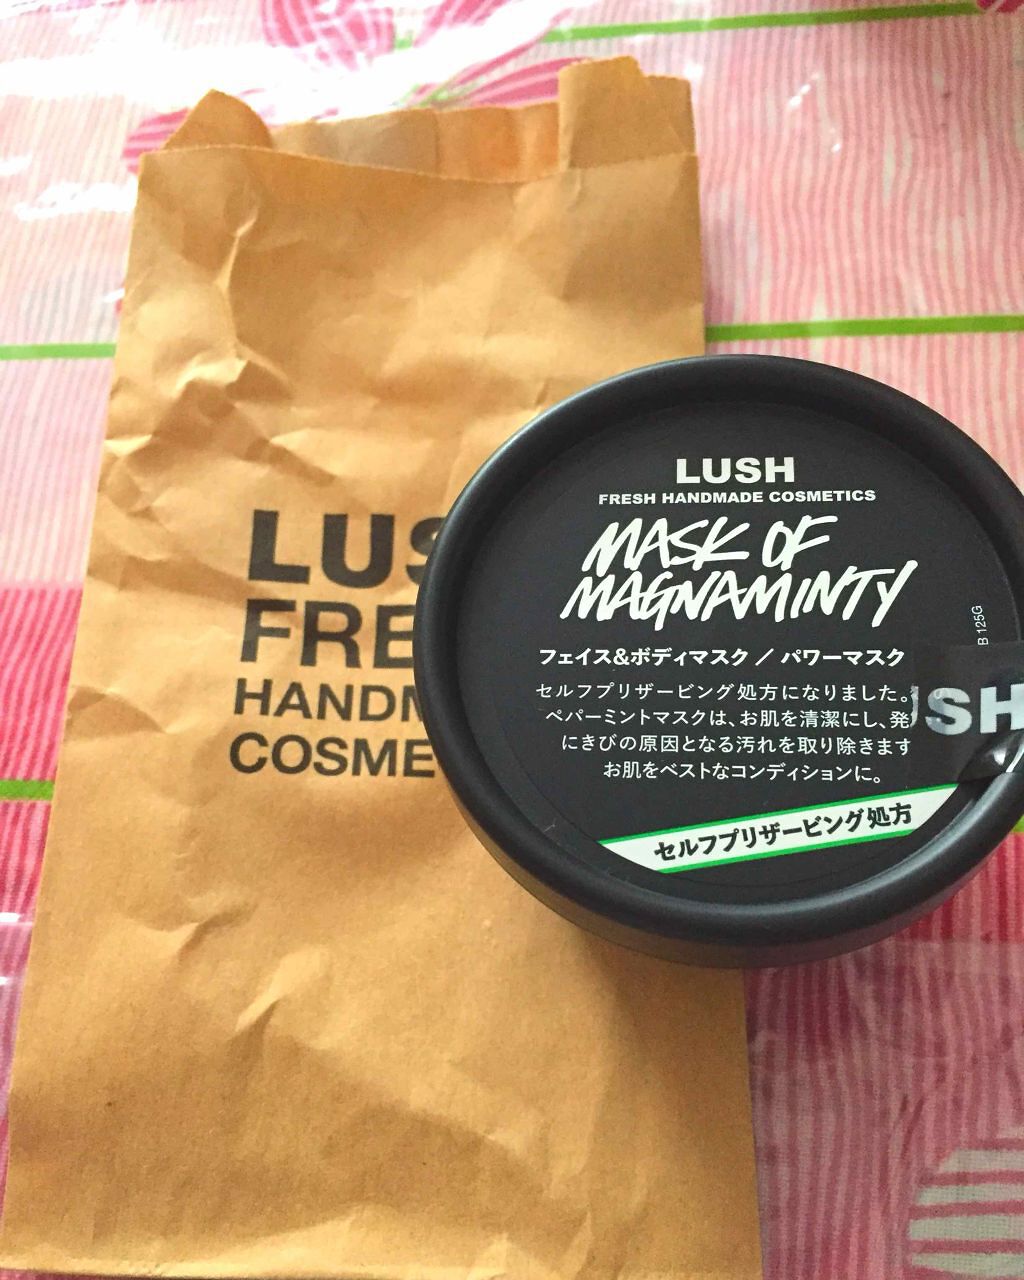 LUSH
FRESH HANDMADE COSMETICS
MASK OF
MAGNAMINTY
フェイス&ボディマスク / パワーマスク
セルフプリザービング処方になりました。
ペパーミントマスクは、お肌を清潔にし、発
にきびの原因となる汚れを取り除きます
お肌をベストなコンディションに。
セルフプリザービング処方
B 125G
USH
LUS
FRE
HANDM
COSME